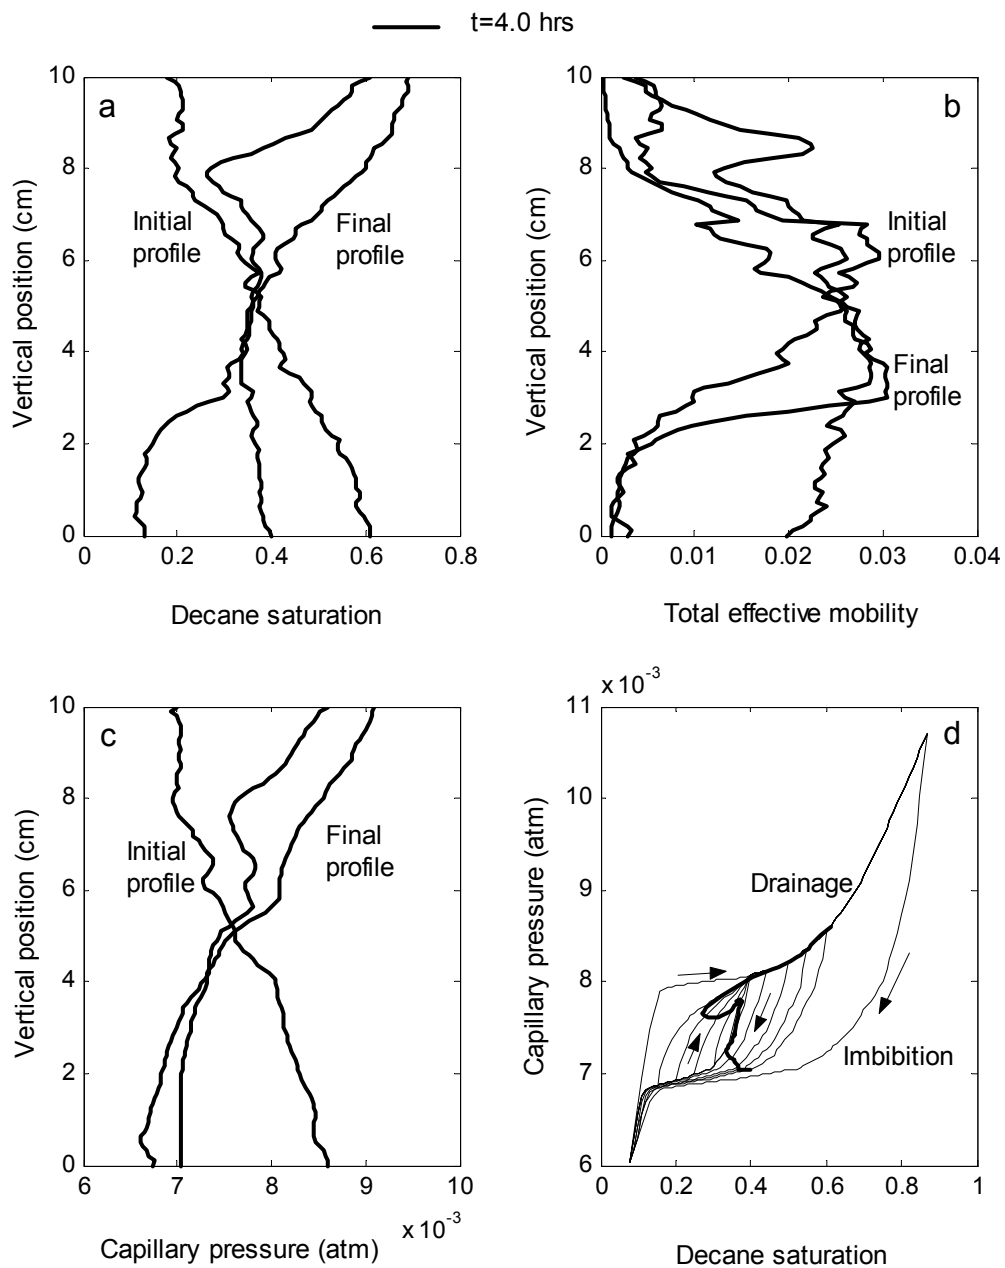 t=4.0 hrs
a
Initial
profile
Final
profile
Vertical position (cm)
10
8
6
4
2
0
0
0.2
0.4
0.6
0.8
Decane saturation
b
Initial
profile
Final
profile
Vertical position (cm)
10
8
6
4
2
0
0
0.01
0.02
0.03
0.04
Total effective mobility
c
Initial
profile
Final
profile
Vertical position (cm)
10
8
6
4
2
0
6
7
8
9
10
x 10-3
Capillary pressure (atm)
x 10-3
d
Drainage
Imbibition
Capillary pressure (atm)
11
10
9
8
7
6
0
0.2
0.4
0.6
0.8
1
Decane saturation